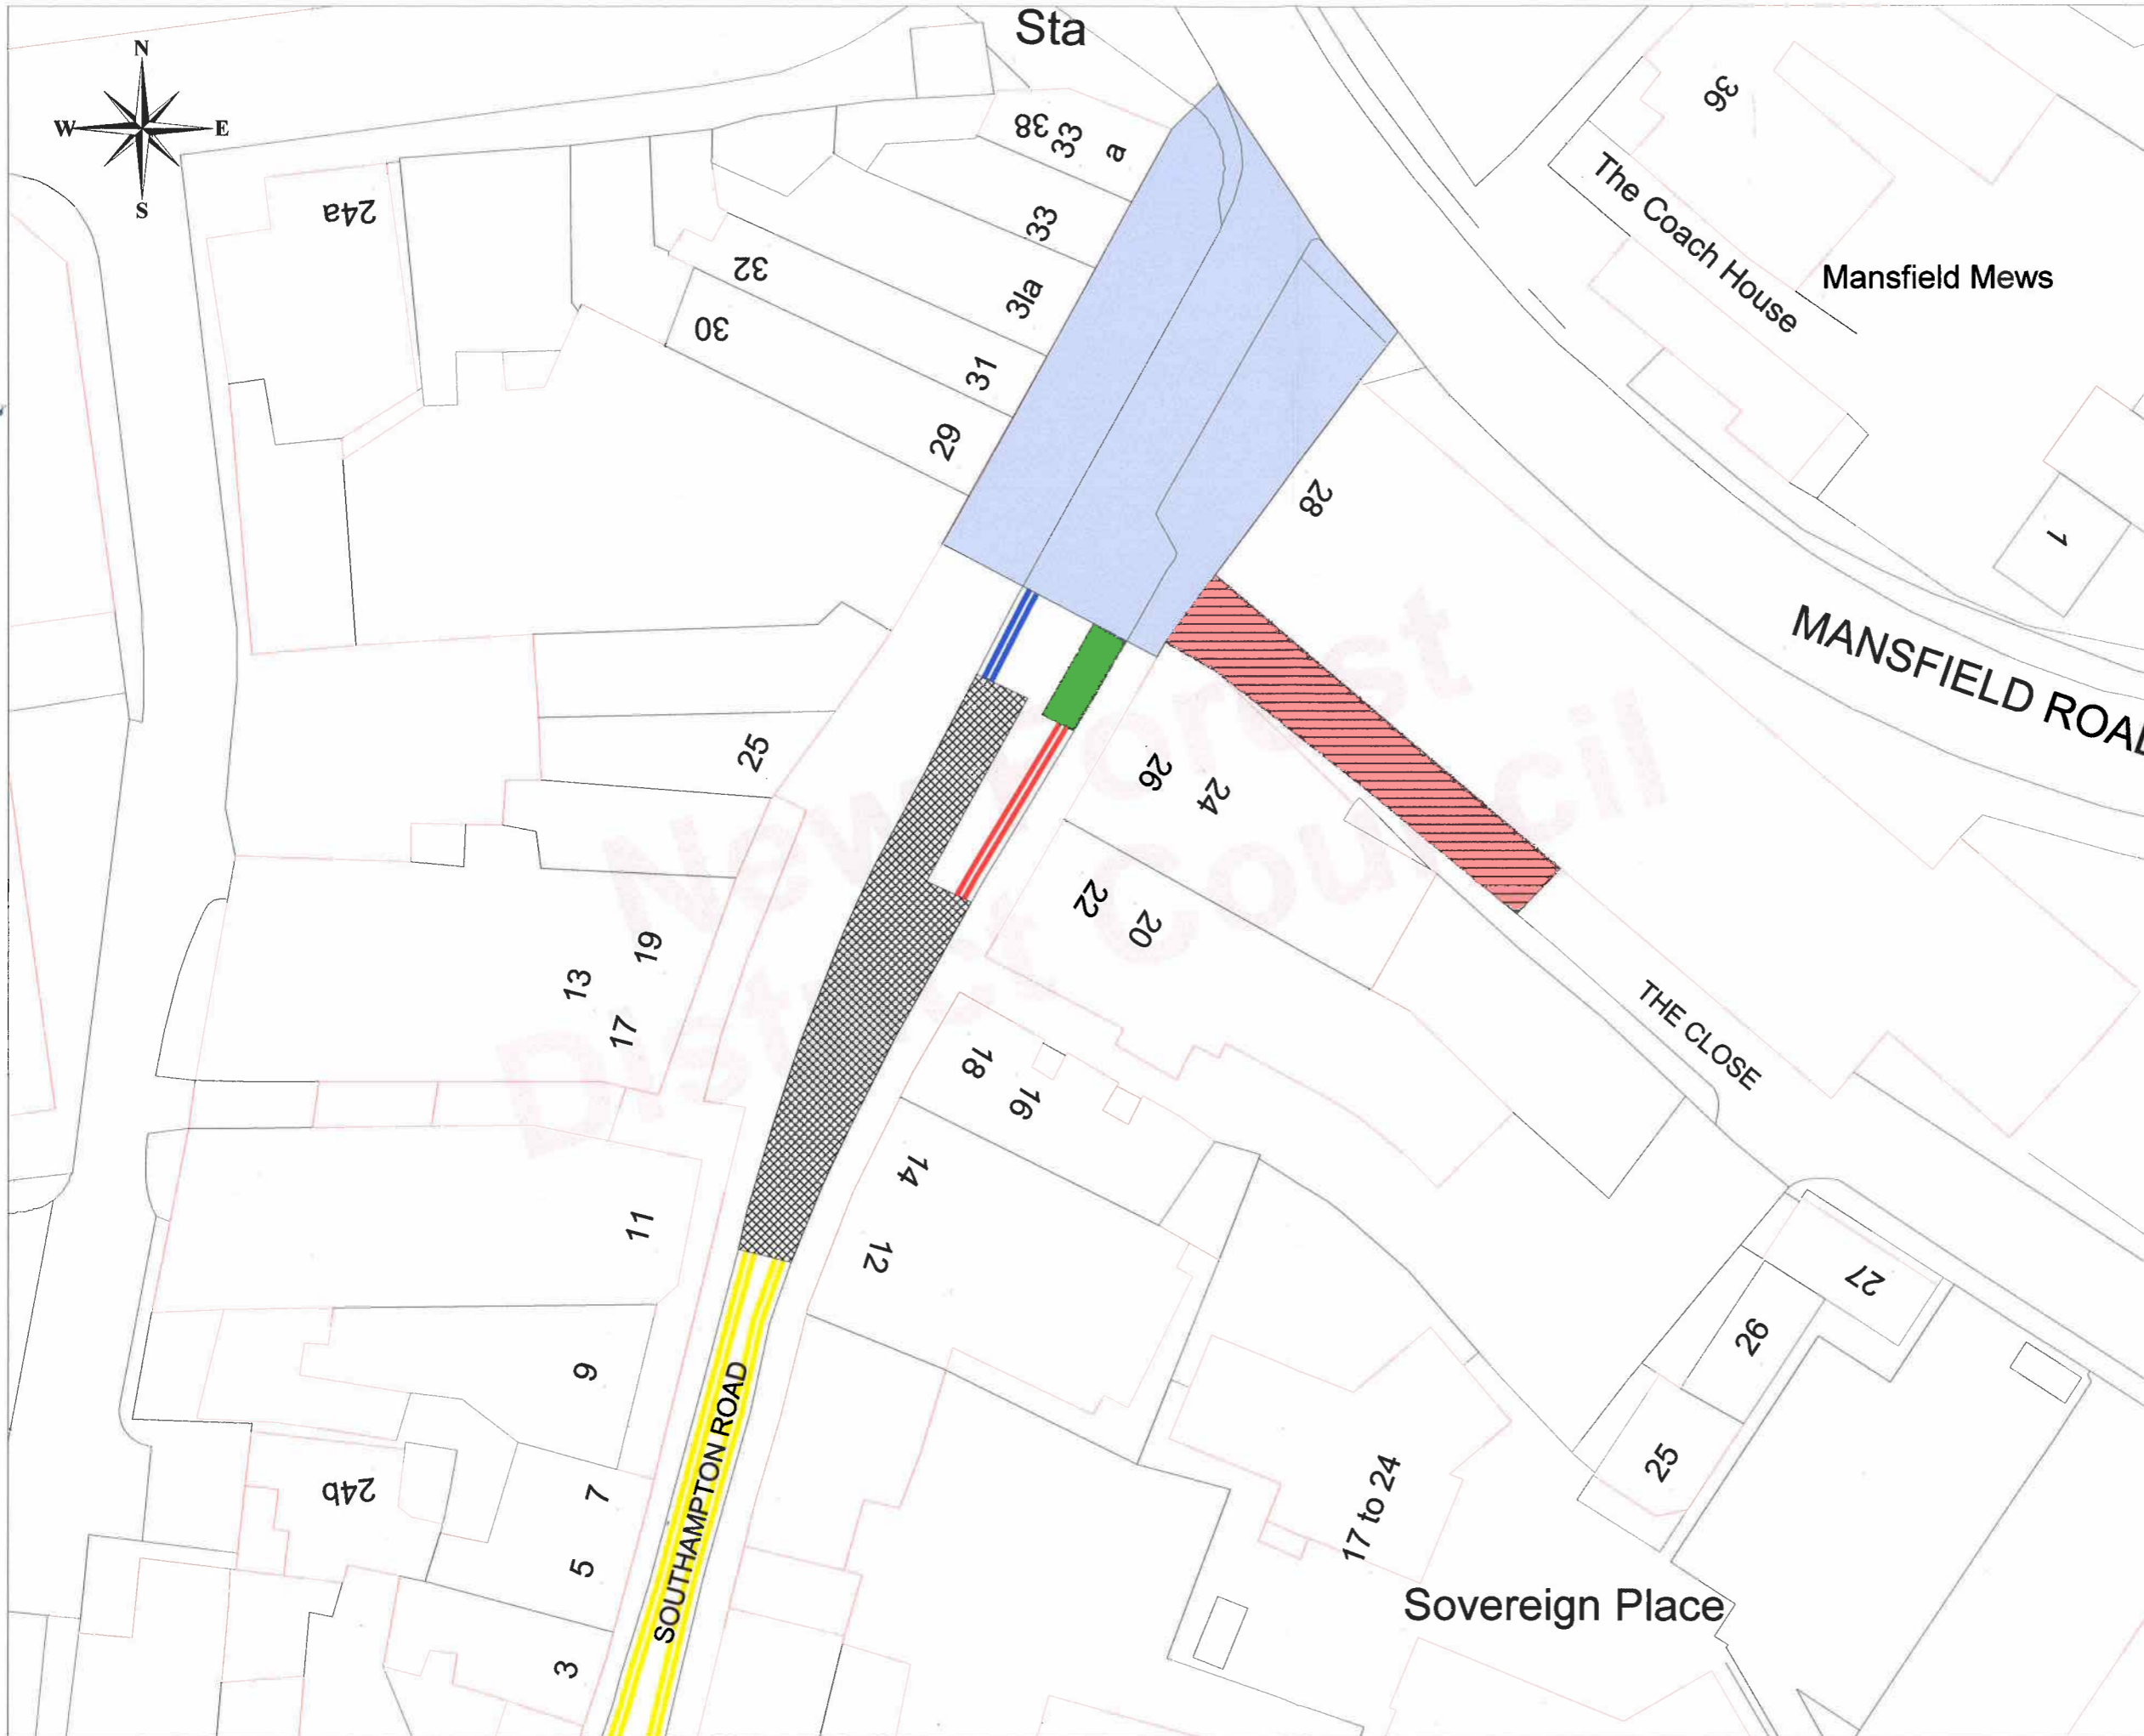 Sta
N
W E
S
36
38
33
a
The Coach House
24a
33
32
Mansfield Mews
31a
30
31
29
28
1
MANSFIELD ROAD
New Forest
District Council
25
26
24
22
20
19
13
17
THE CLOSE
18
16
14
11
12
27
26
9
SOUTHAMPTON ROAD
25
24b
7
17 to 24
5
Sovereign Place
3